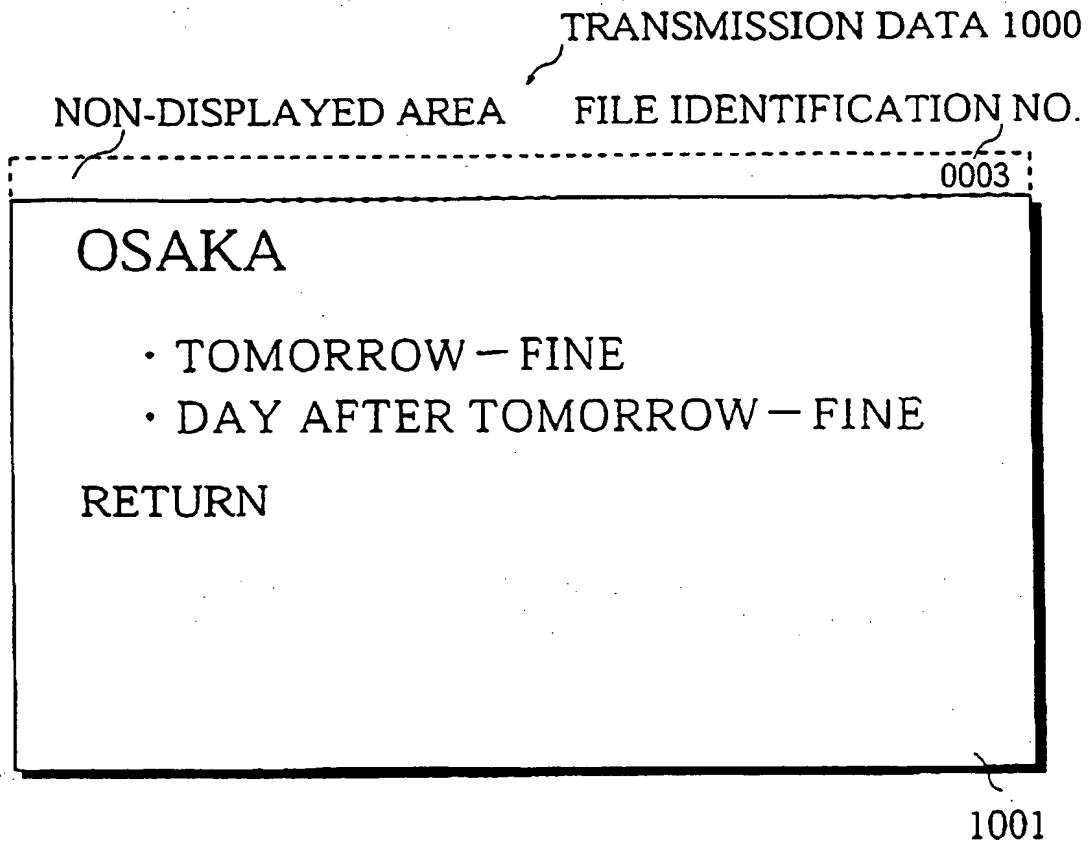 TRANSMISSION DATA 1000
NON-DISPLAYED AREA FILE IDENTIFICATION NO.
0003
OSAKA
· TOMORROW—FINE
· DAY AFTER TOMORROW—FINE
RETURN
1001